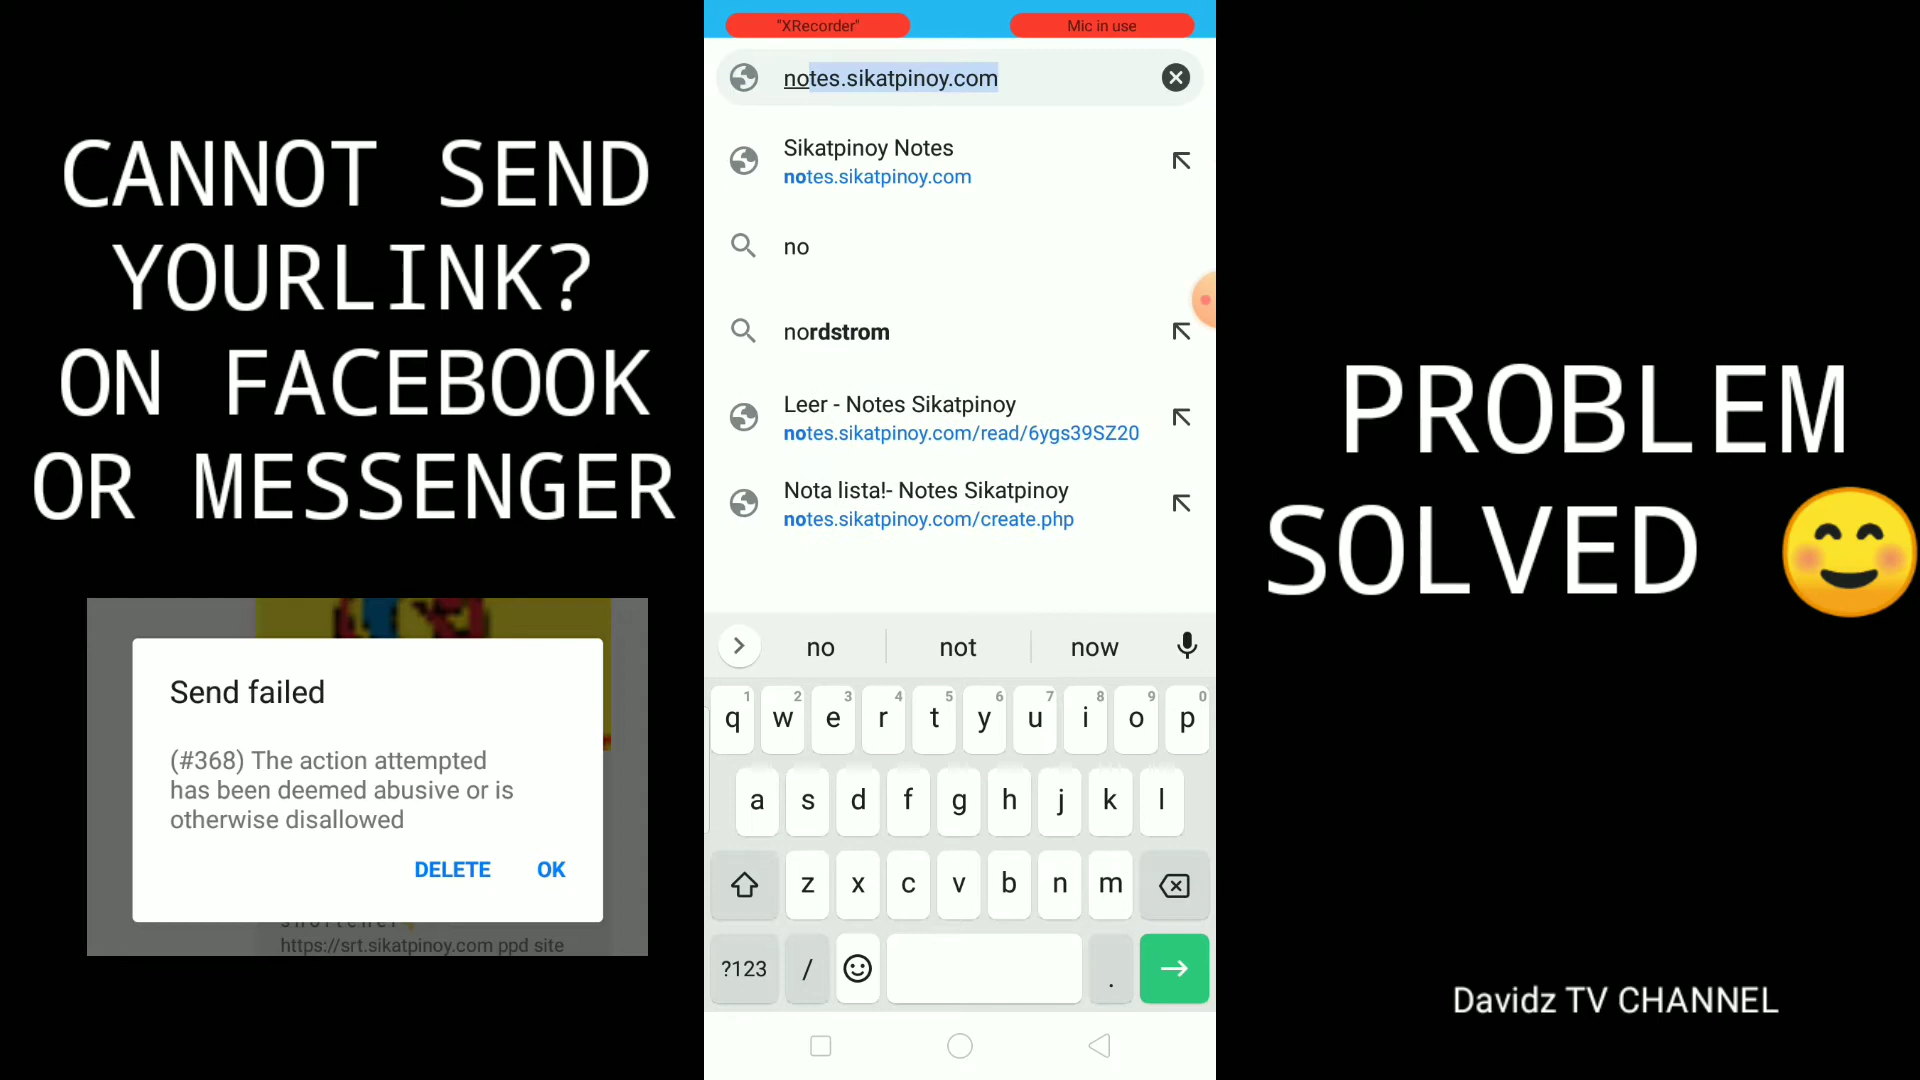 CANNOT SEND
YOURLINK?
ON FACEBOOK
OR MESSENGER
Send failed
(#368) The action attempted
has been deemed abusive or is
otherwise disallowed
DELETE OK
https://srt.sikatpinoy.com ppd site
"XRecorder" Mic in use
notes.sikatpinoy.com
Sikatpinoy Notes
notes.sikatpinoy.com
no
nordstrom
Leer - Notes Sikatpinoy
notes.sikatpinoy.com/read/6ygs39SZ20
Nota lista!- Notes Sikatpinoy
notes.sikatpinoy.com/create.php
no not now
1 2 3 4 5 6 7 8 9 0
q w e r t y u i o p
a s d f g h j k l
z x c v b n m
?123 / .
PROBLEM
SOLVED 😊
Davidz TV CHANNEL